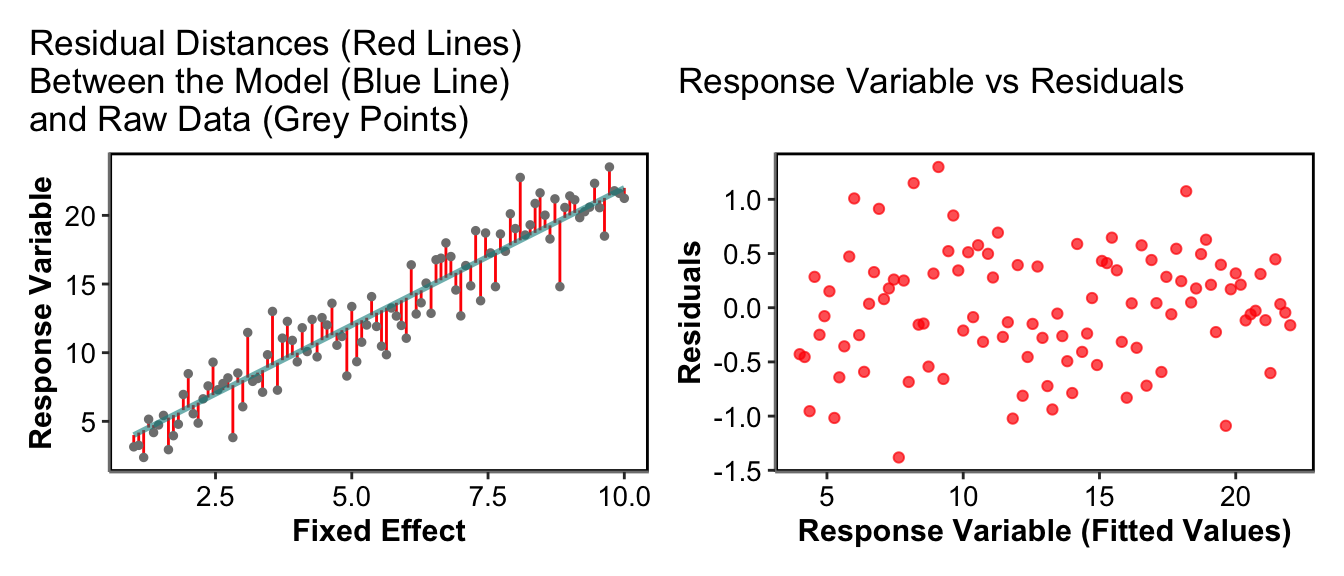 Residual Distances (Red Lines)
Between the Model (Blue Line)
and Raw Data (Grey Points)
Response Variable
20
15
10
5
2.5 5.0 7.5 10.0
Fixed Effect
Response Variable vs Residuals
Residuals
1.0
0.5
0.0
-0.5
-1.0
-1.5
5 10 15 20
Response Variable (Fitted Values)